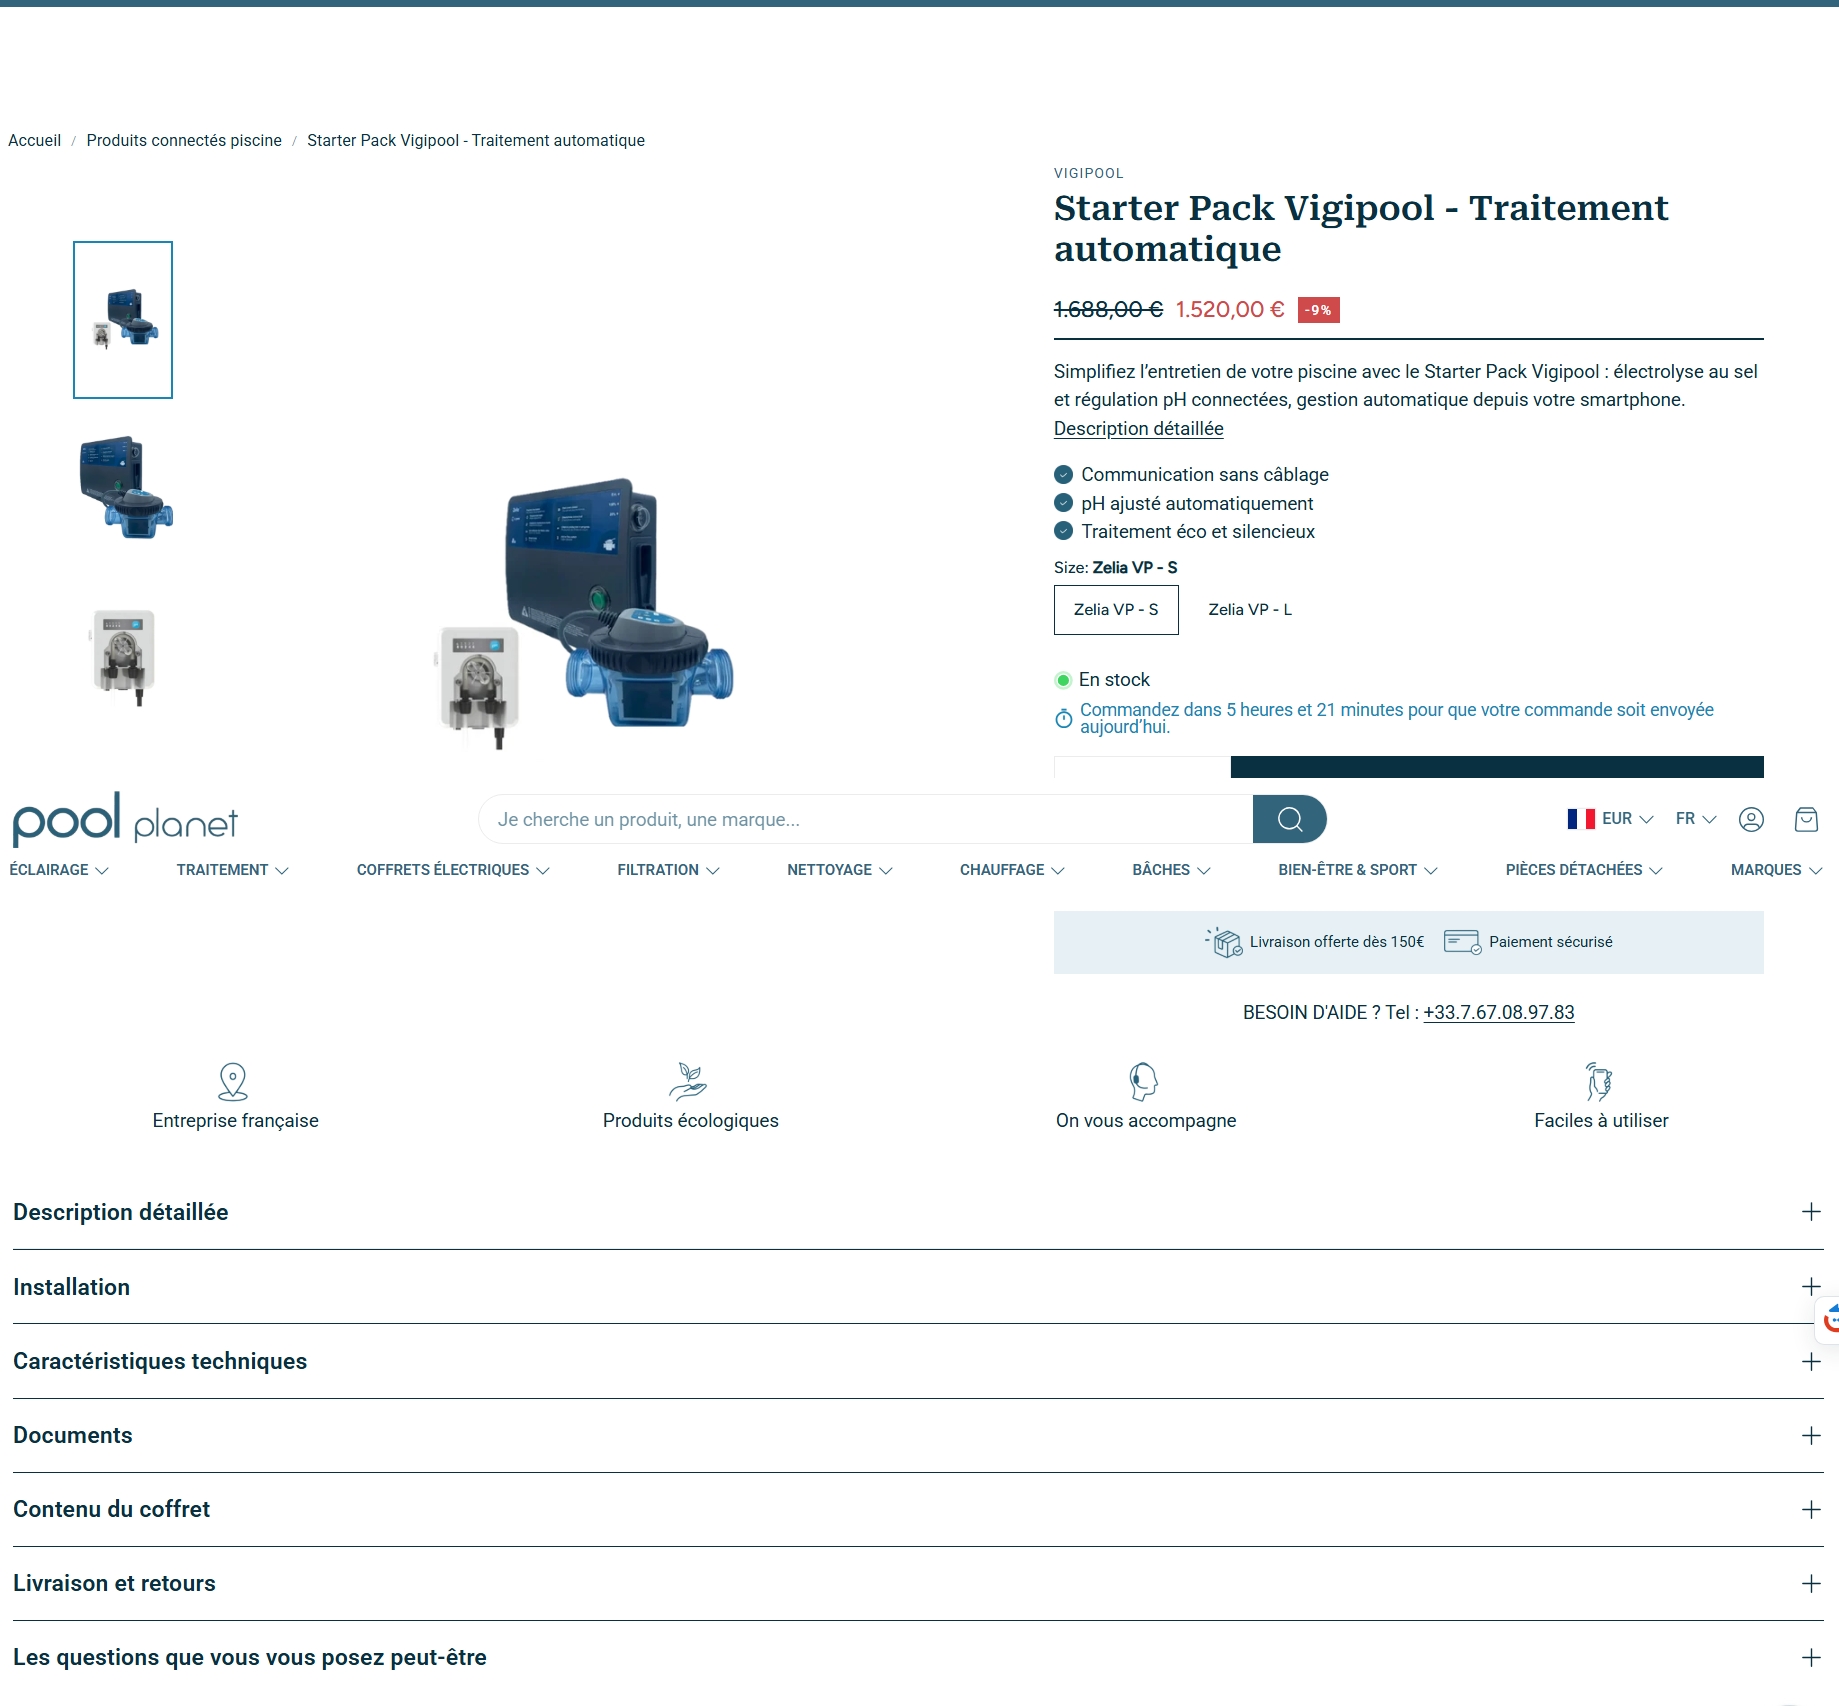 Accueil / Produits connectés piscine / Starter Pack Vigipool - Traitement automatique
VIGIPOOL
Starter Pack Vigipool - Traitement
automatique
1.688,00 € 1.520,00 € -9%
Simplifiez l’entretien de votre piscine avec le Starter Pack Vigipool : électrolyse au sel
et régulation pH connectées, gestion automatique depuis votre smartphone.
Description détaillée
Communication sans câblage
pH ajusté automatiquement
Traitement éco et silencieux
Size: Zelia VP - S
Zelia VP - S Zelia VP - L
En stock
Commandez dans 5 heures et 21 minutes pour que votre commande soit envoyée
aujourd’hui.
pool planet
Je cherche un produit, une marque...
EUR FR
ÉCLAIRAGE TRAITEMENT COFFRETS ÉLECTRIQUES FILTRATION NETTOYAGE CHAUFFAGE BÂCHES BIEN-ÊTRE & SPORT PIÈCES DÉTACHÉES MARQUES
Livraison offerte dès 150€ Paiement sécurisé
BESOIN D'AIDE ? Tel : +33.7.67.08.97.83
Entreprise française Produits écologiques On vous accompagne Faciles à utiliser
Description détaillée
Installation
Caractéristiques techniques
Documents
Contenu du coffret
Livraison et retours
Les questions que vous vous posez peut-être